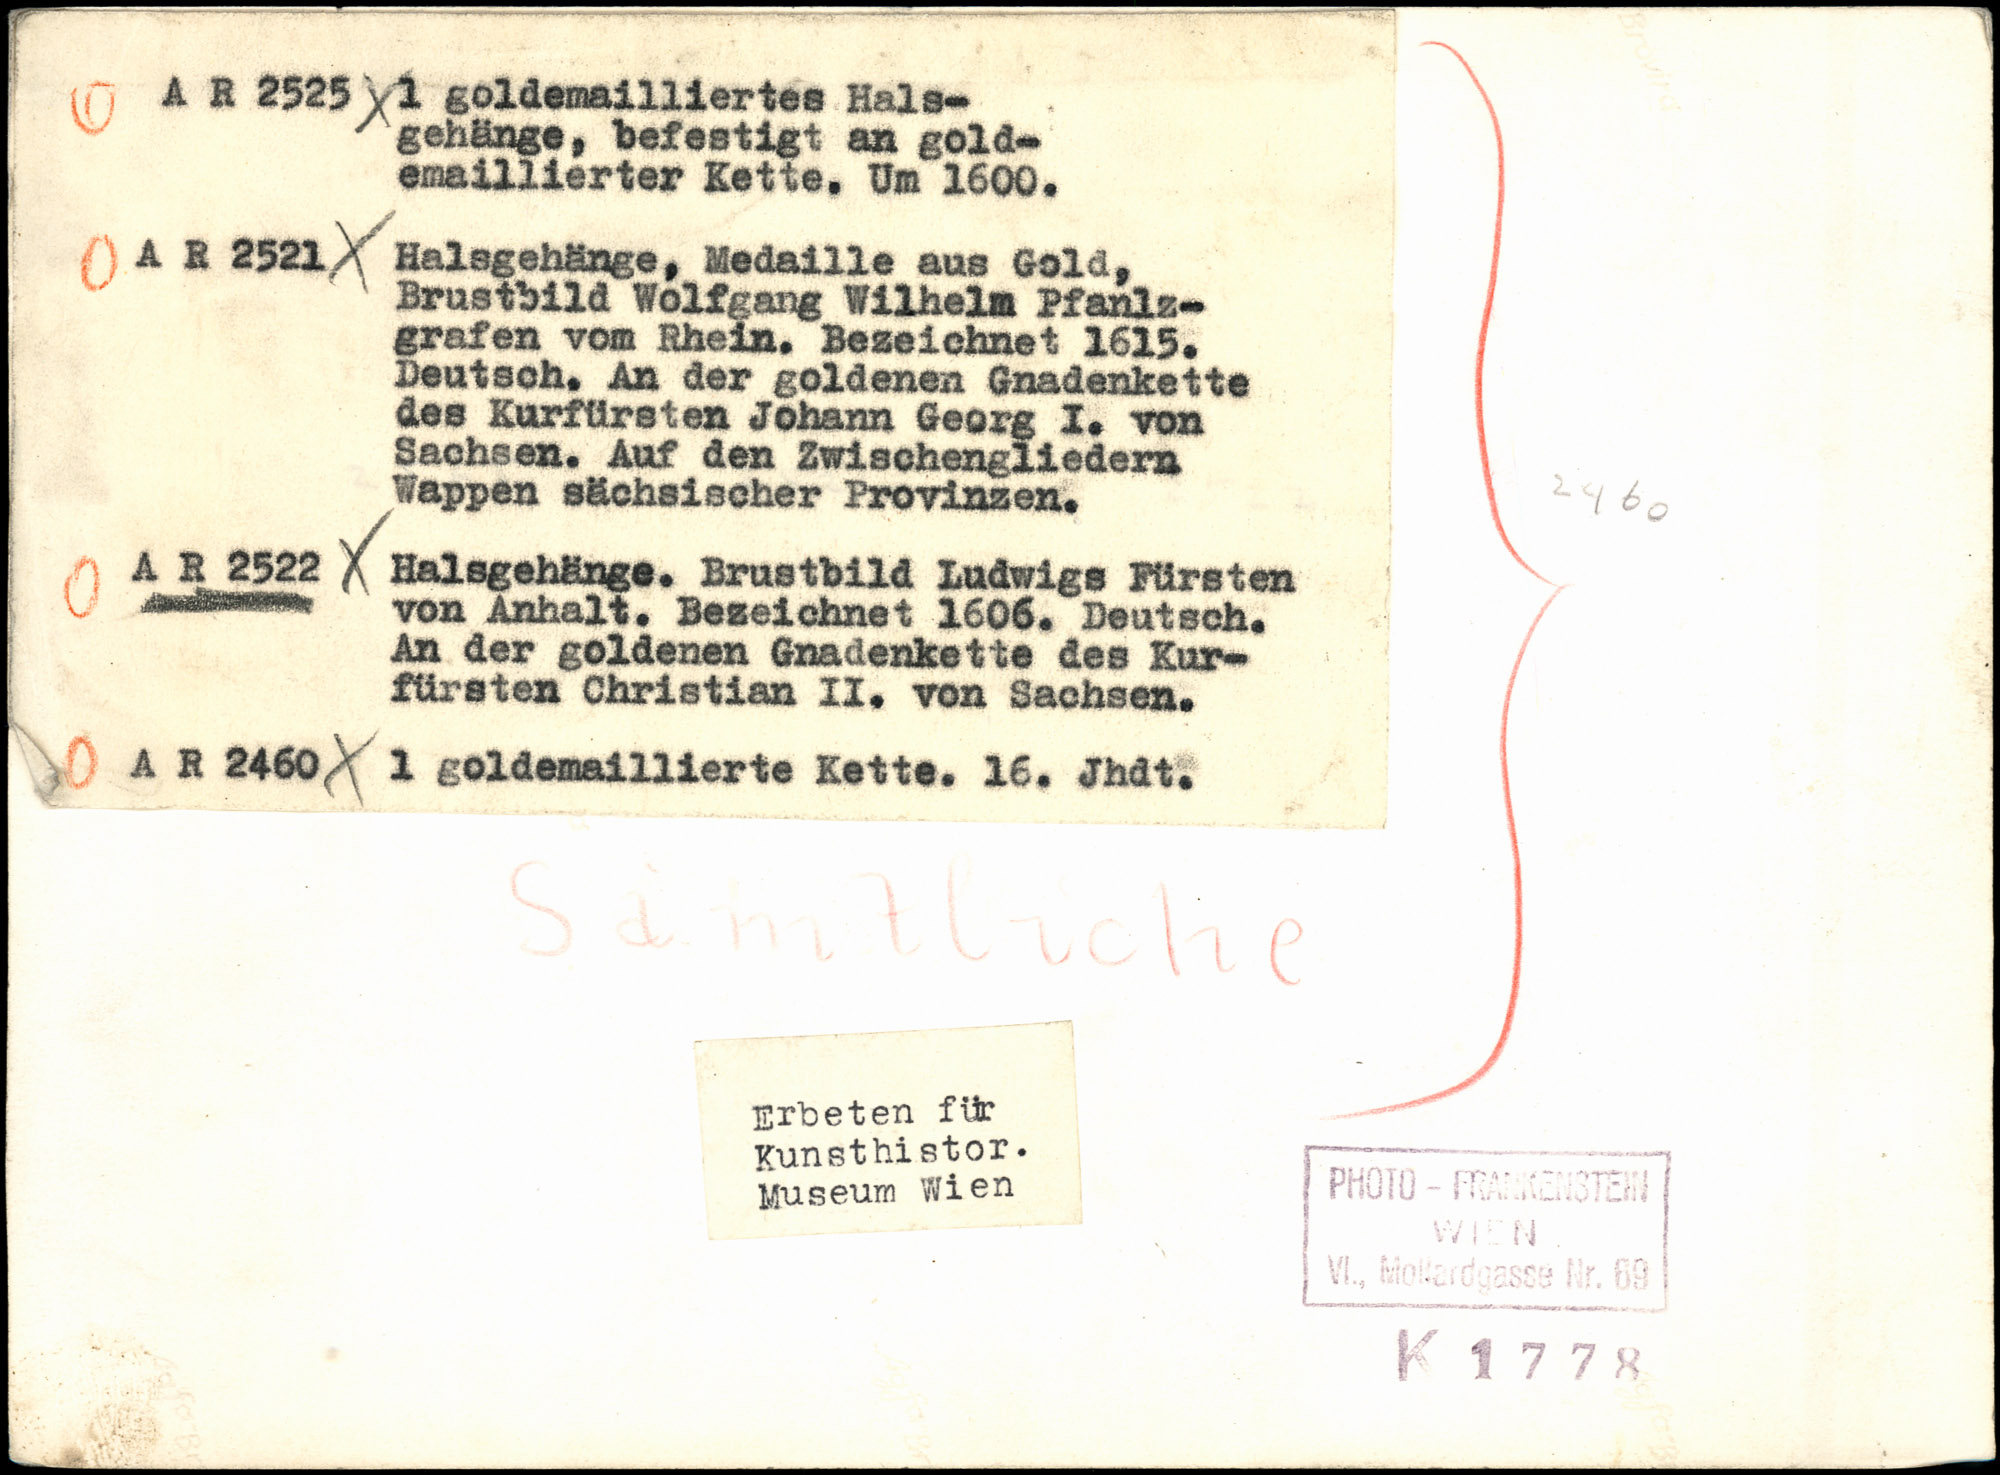 A R 2525 X 1 goldemailliertes Hals-
gehänge, befestigt an gold-
emaillierter Kette. Um 1600.
A R 2521 X Halsgehänge, Medaille aus Gold,
Brustbild Wolfgang Wilhelm Pfanlz-
grafen vom Rhein. Bezeichnet 1615.
Deutsch. An der goldenen Gnadenkette
des Kurfürsten Johann Georg I. von
Sachsen. Auf den Zwischengliedern
Wappen sächsischer Provinzen.
2460
A R 2522 X Halsgehänge. Brustbild Ludwigs Fürsten
von Anhalt. Bezeichnet 1606. Deutsch.
An der goldenen Gnadenkette des Kur-
fürsten Christian II. von Sachsen.
A R 2460 X 1 goldemaillierte Kette. 16. Jhdt.
Sämtliche
Erbeten für
Kunsthistor.
Museum Wien
PHOTO - FRANKENSTEIN
WIEN
VI., Mollardgasse Nr. 69
K 1778